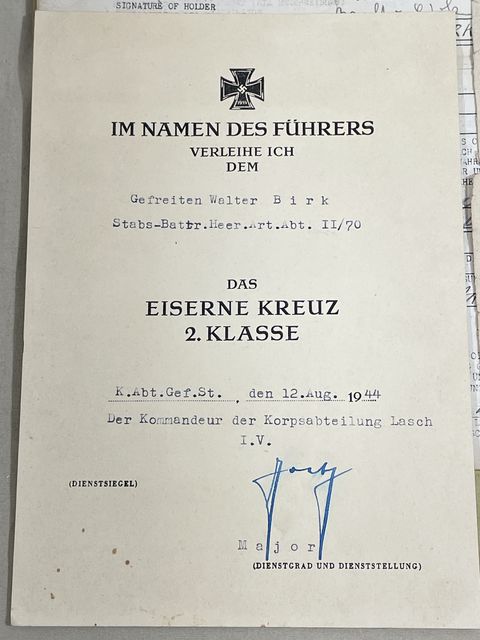 SIGNATURE OF HOLDER
IM NAMEN DES FÜHRERS
VERLEIHE ICH
DEM
Gefreiten Walter B i r k
Stabs-Battr.Heer.Art.Abt. II/70
DAS
EISERNE KREUZ
2. KLASSE
K.Abt.Gef.St. , den 12.Aug. 1944
Der Kommandeur der Korpsabteilung Lasch
I.V.
(DIENSTSIEGEL)
M a j o r
(DIENSTGRAD UND DIENSTSTELLUNG)